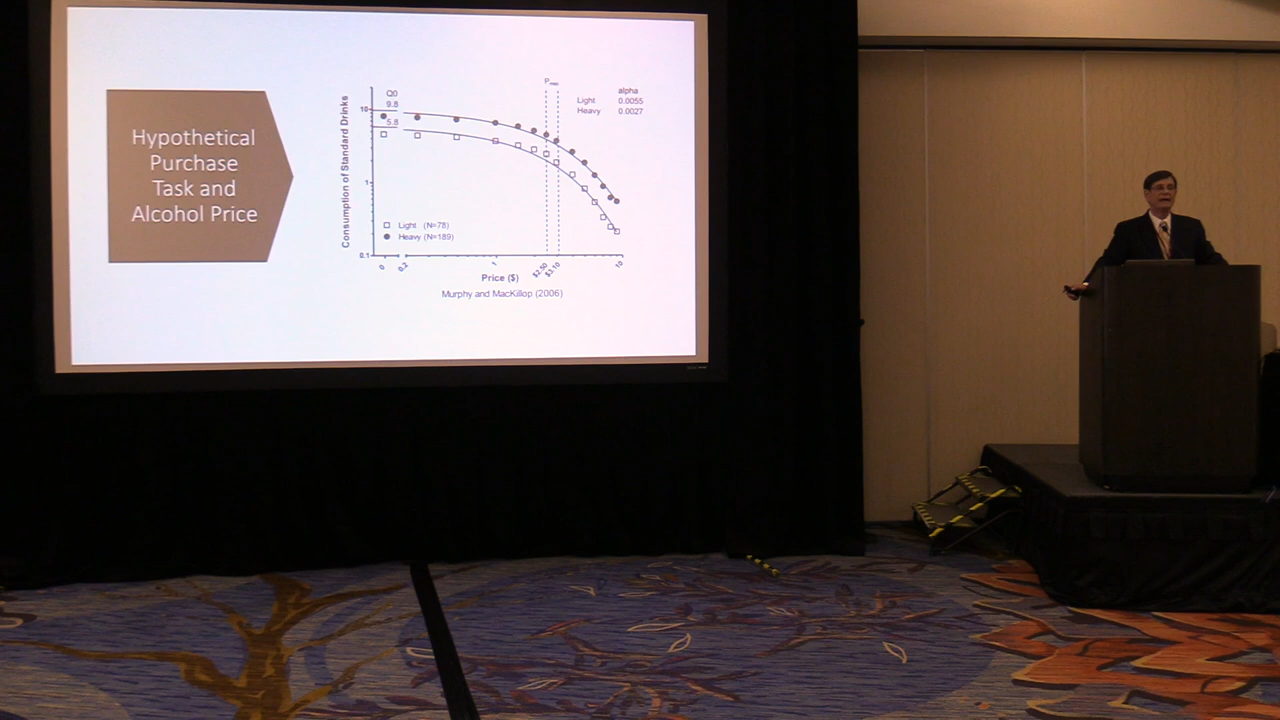 Hypothetical
Purchase
Task and
Alcohol Price
Consumption of Standard Drinks
10
1
0.1
Q0
9.8
5.8
Pmax
alpha
Light 0.0055
Heavy 0.0027
Light (N=78)
Heavy (N=189)
0 0.2 1 $2.50 $3.10 10
Price ($)
Murphy and MacKillop (2006)